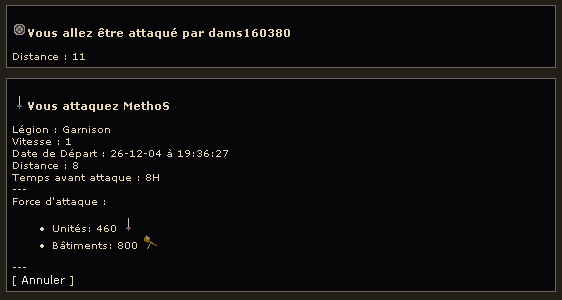 Vous allez être attaqué par dams160380
Distance : 11
Vous attaquez MethoS
Légion : Garnison
Vitesse : 1
Date de Départ : 26-12-04 à 19:36:27
Distance : 8
Temps avant attaque : 8H
---
Force d'attaque :
• Unités: 460
• Bâtiments: 800
---
[ Annuler ]